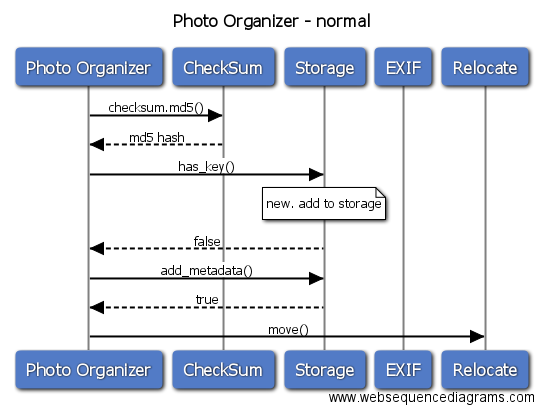 Photo Organizer - normal
Photo Organizer CheckSum Storage EXIF Relocate
checksum.md5()
md5 hash
has_key()
new. add to storage
false
add_metadata()
true
move()
Photo Organizer CheckSum Storage EXIF Relocate
www.websequencediagrams.com